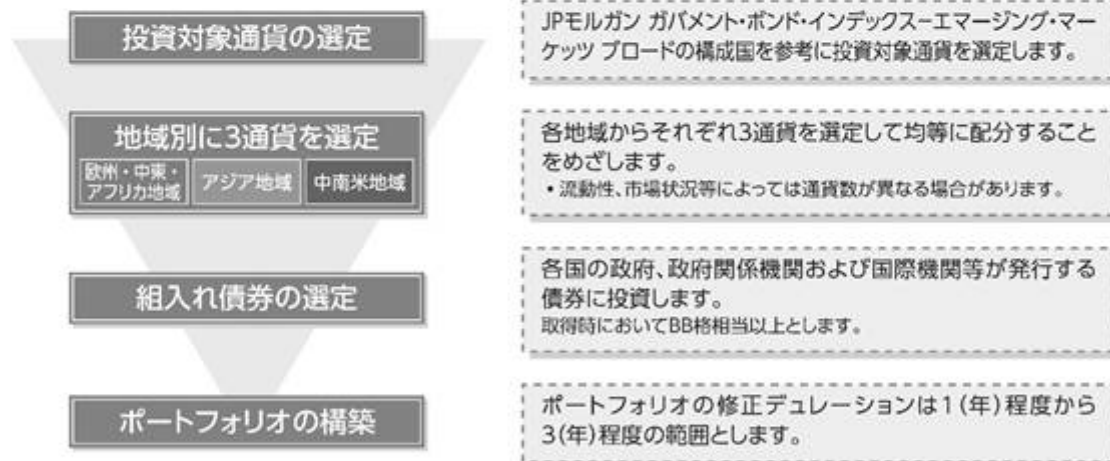 投資対象通貨の選定
JPモルガン ガバメント・ボンド・インデックス－エマージング・マー
ケッツ ブロードの構成国を参考に投資対象通貨を選定します。
地域別に3通貨を選定
欧州・中東・
アフリカ地域
アジア地域
中南米地域
各地域からそれぞれ3通貨を選定して均等に配分すること
をめざします。
・流動性、市場状況等によっては通貨数が異なる場合があります。
組入れ債券の選定
各国の政府、政府関係機関および国際機関等が発行する
債券に投資します。
取得時においてBB格相当以上とします。
ポートフォリオの構築
ポートフォリオの修正デュレーションは1(年)程度から
3(年)程度の範囲とします。